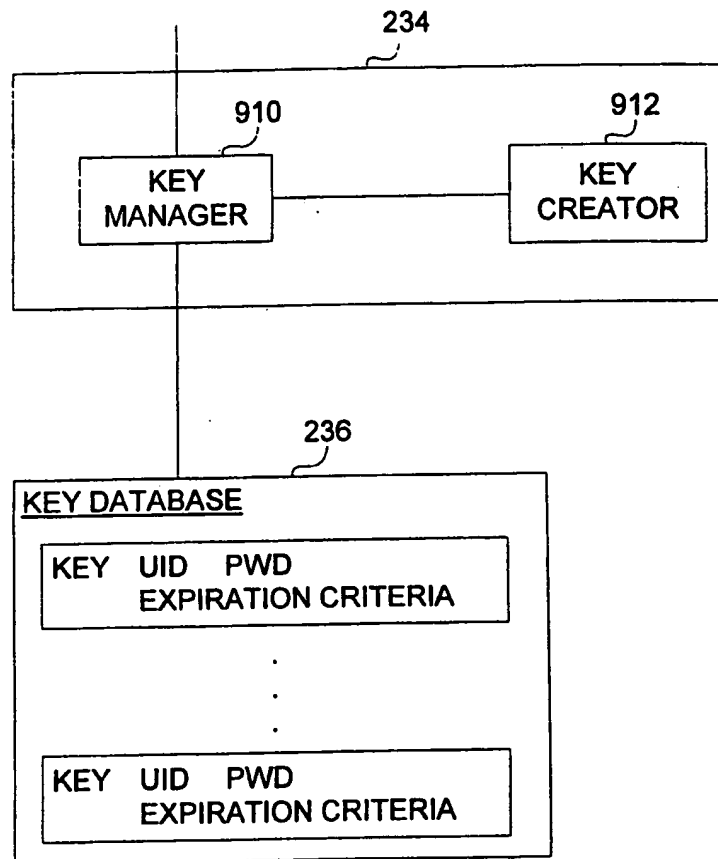 234
910
912
KEY
MANAGER
KEY
CREATOR
236
KEY DATABASE
KEY UID PWD
EXPIRATION CRITERIA
KEY UID PWD
EXPIRATION CRITERIA